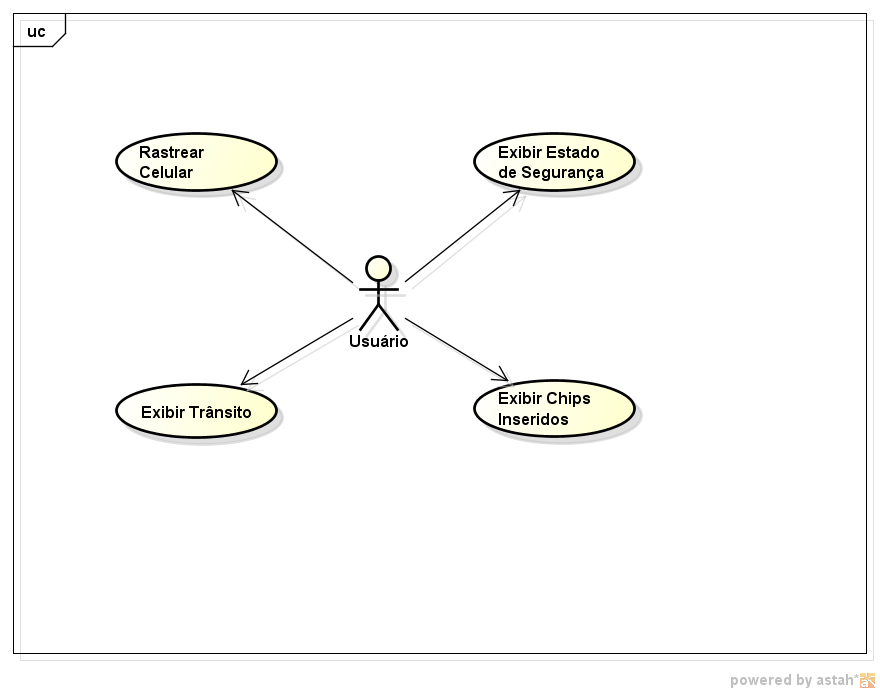 uc
Rastrear
Celular
Exibir Estado
de Segurança
Usuário
Exibir Trânsito
Exibir Chips
Inseridos
powered by astah*